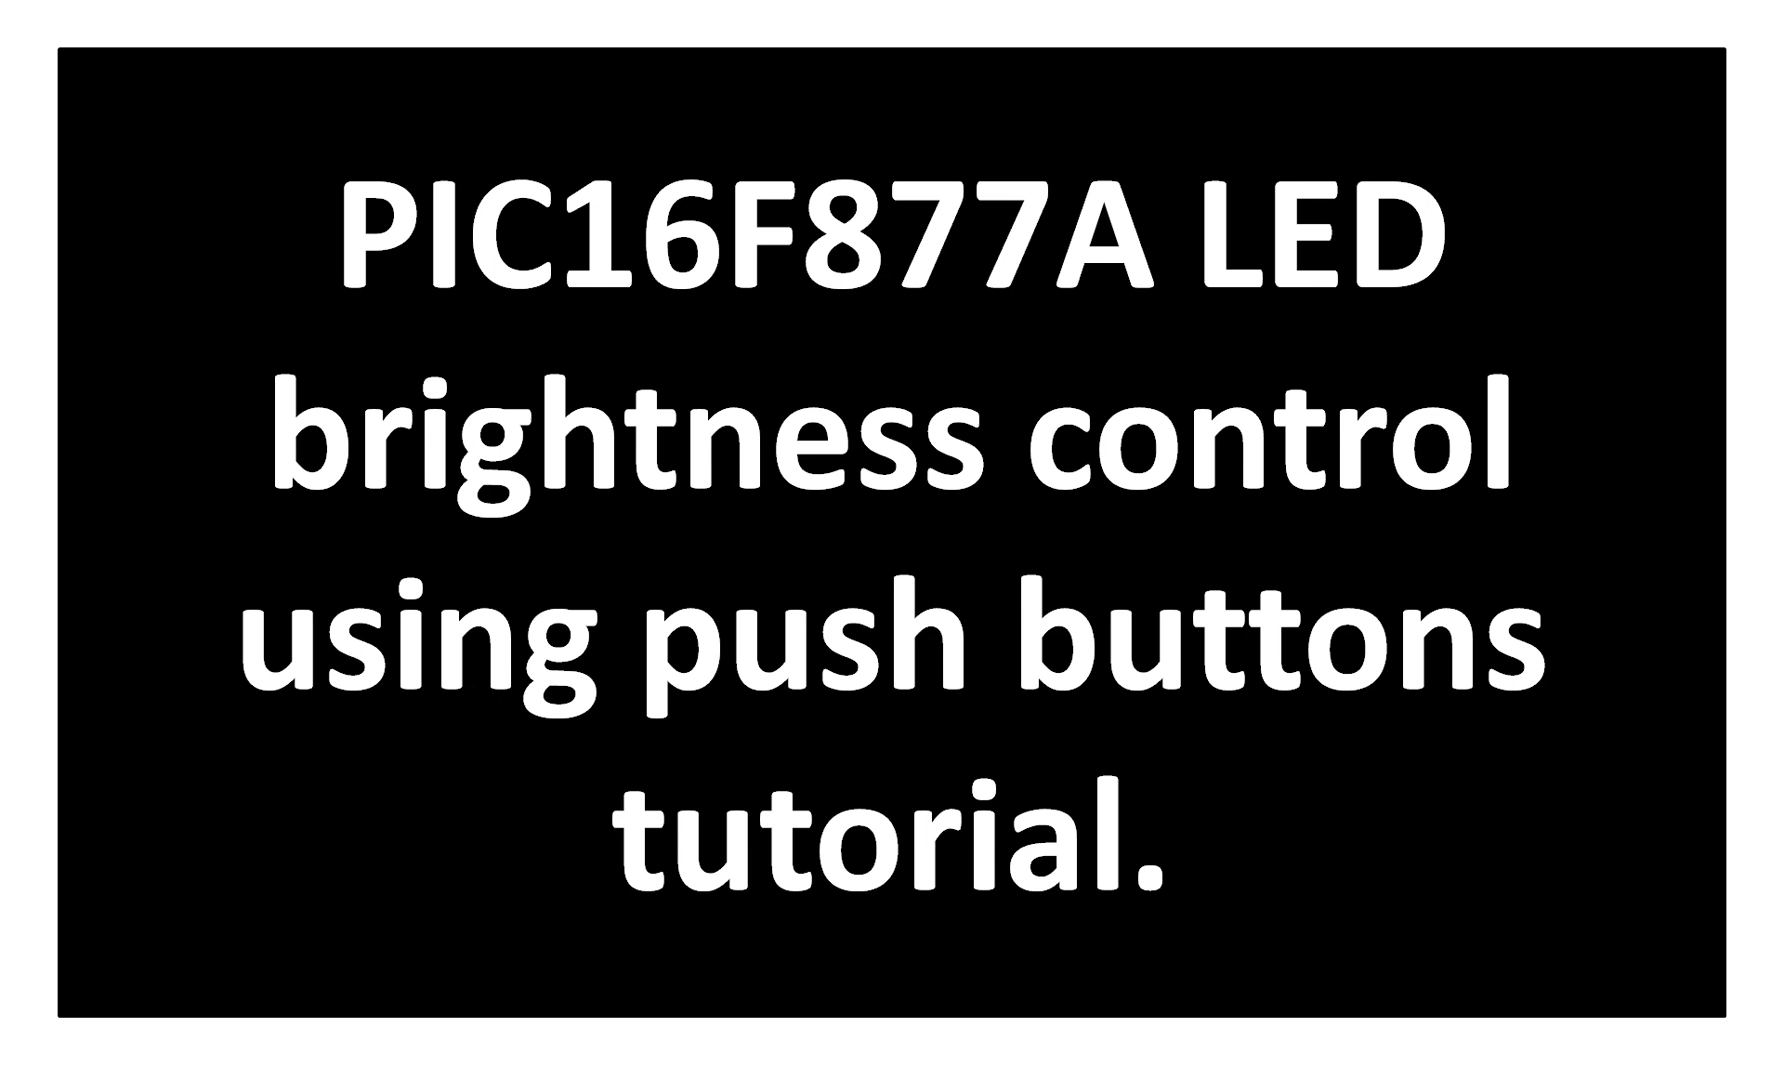 PIC16F877A LED
brightness control
using push buttons
tutorial.